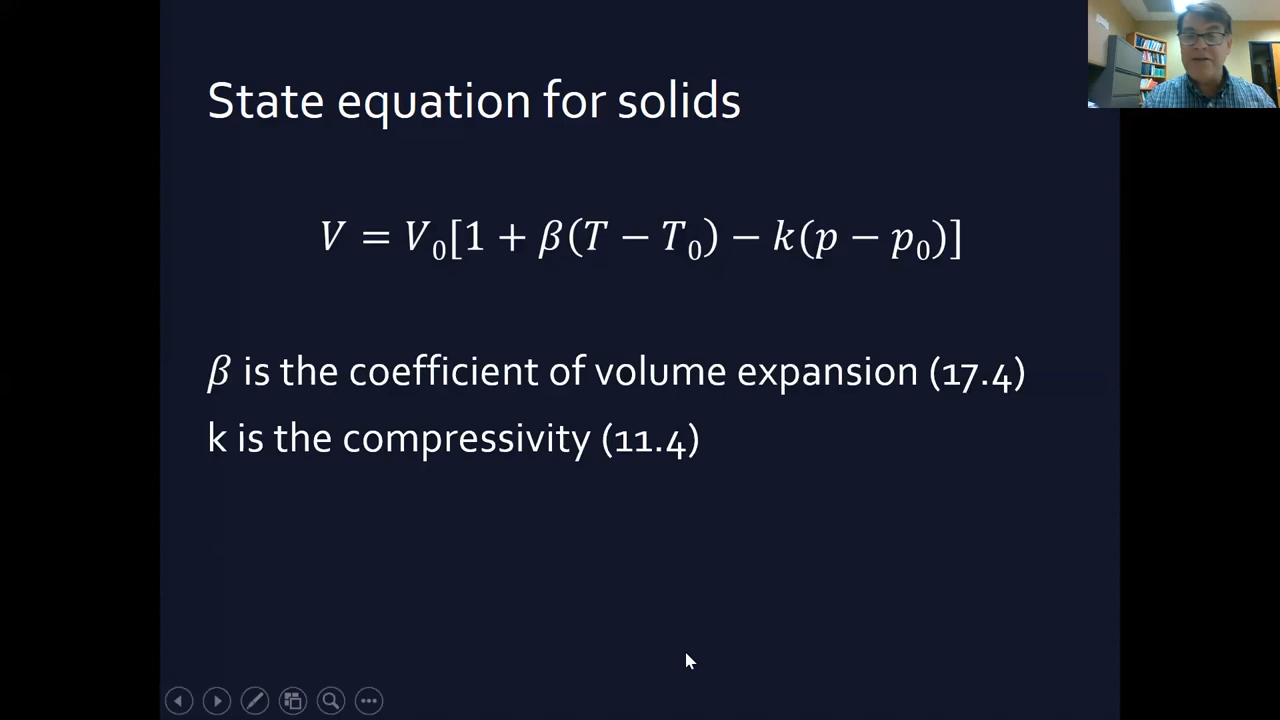 State equation for solids
V = V₀[1 + β(T − T₀) − k(p − p₀)]
β is the coefficient of volume expansion (17.4)
k is the compressivity (11.4)